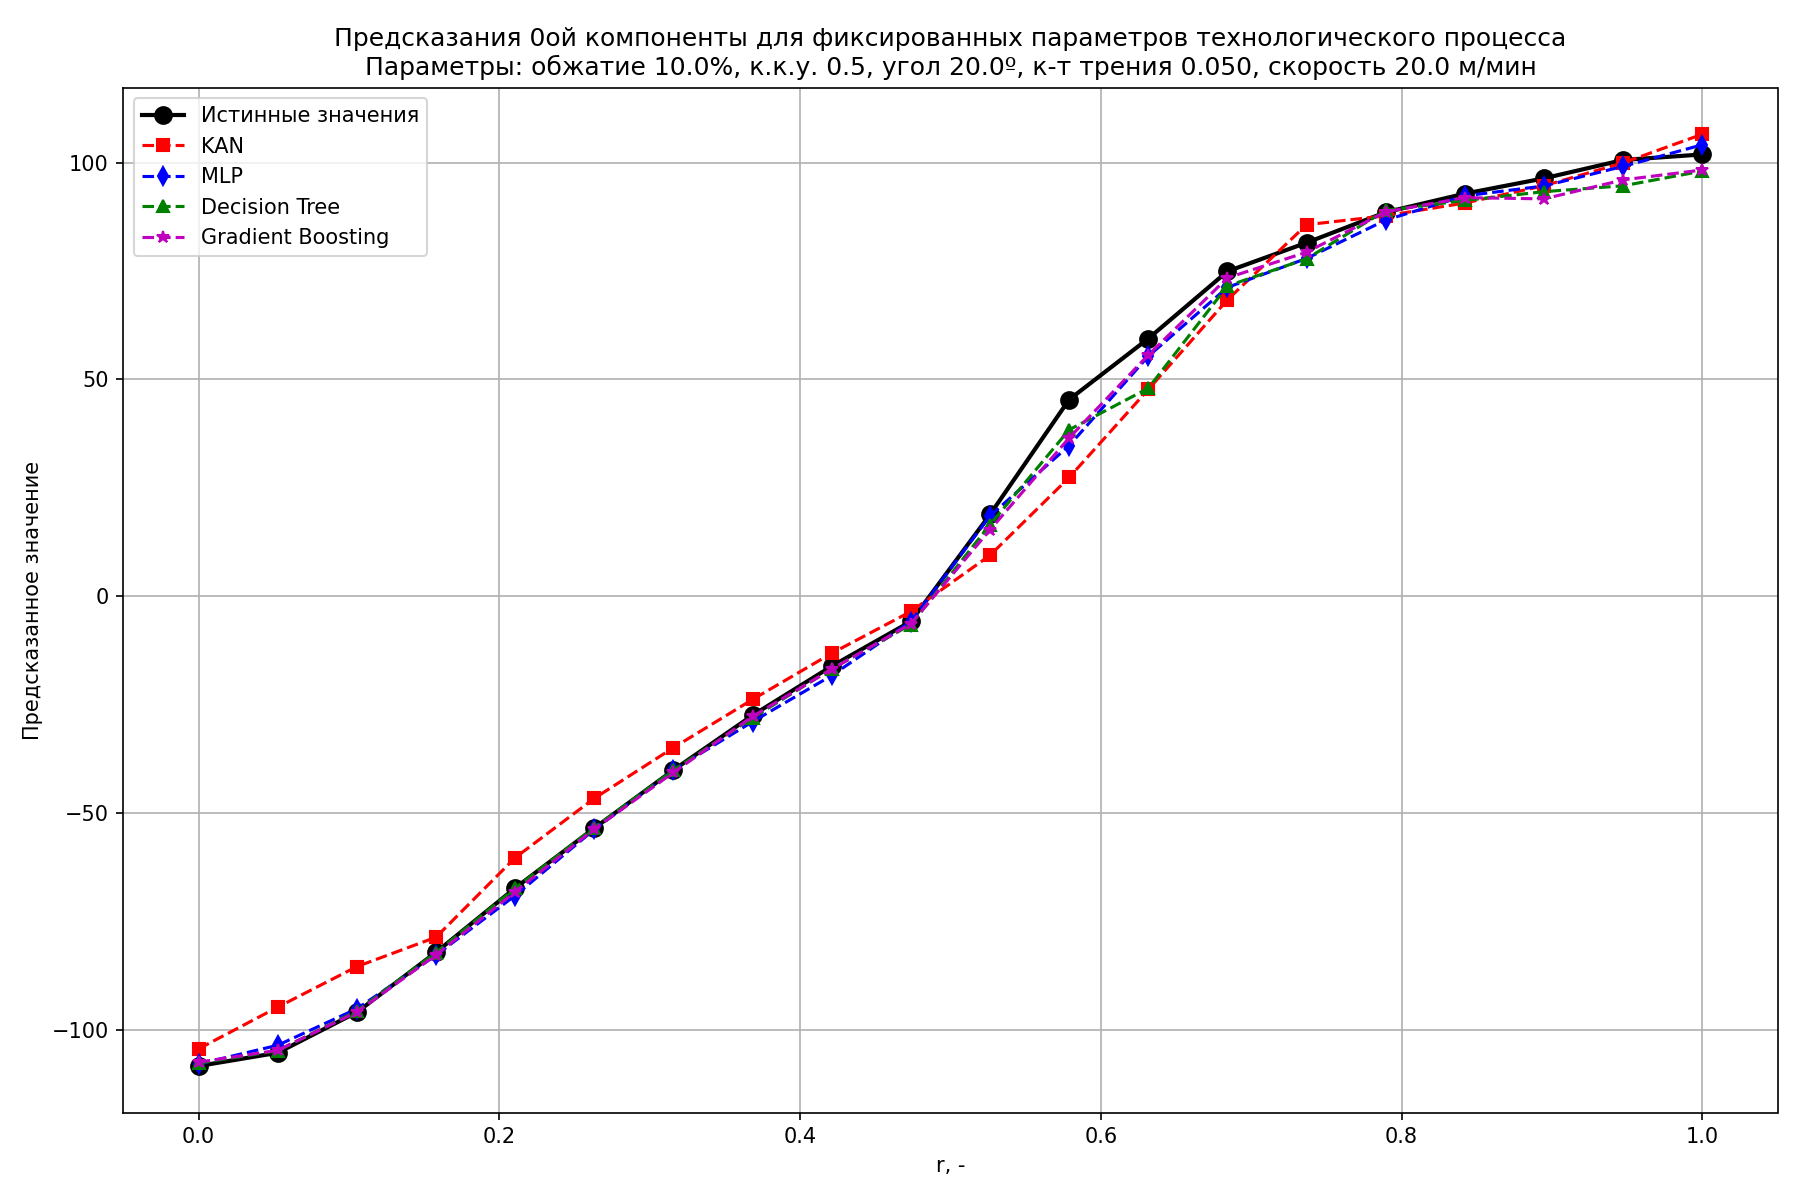 Предсказания 0ой компоненты для фиксированных параметров технологического процесса
Параметры: обжатие 10.0%, к.к.у. 0.5, угол 20.0º, к-т трения 0.050, скорость 20.0 м/мин
Истинные значения
KAN
MLP
Decision Tree
Gradient Boosting
Предсказанное значение
100
50
0
−50
−100
0.0
0.2
0.4
0.6
0.8
1.0
r, -